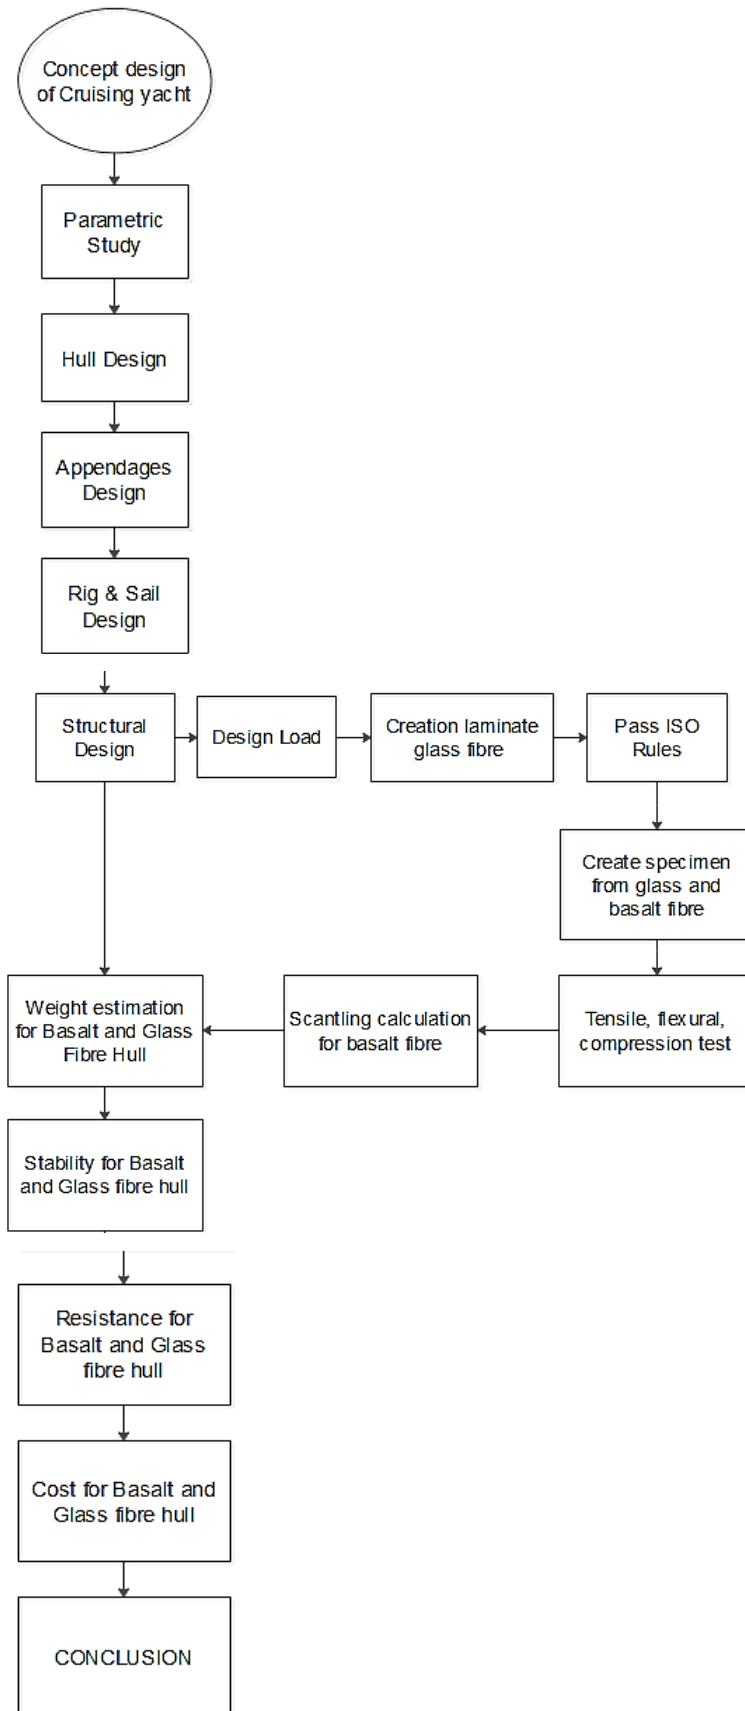 Concept design
of Cruising yacht
Parametric
Study
Hull Design
Appendages
Design
Rig & Sail
Design
Structural
Design
Design Load
Creation laminate
glass fibre
Pass ISO
Rules
Create specimen
from glass and
basalt fibre
Weight estimation
for Basalt and Glass
Fibre Hull
Scantling calculation
for basalt fibre
Tensile, flexural,
compression test
Stability for Basalt
and Glass fibre hull
Resistance for
Basalt and Glass
fibre hull
Cost for Basalt and
Glass fibre hull
CONCLUSION